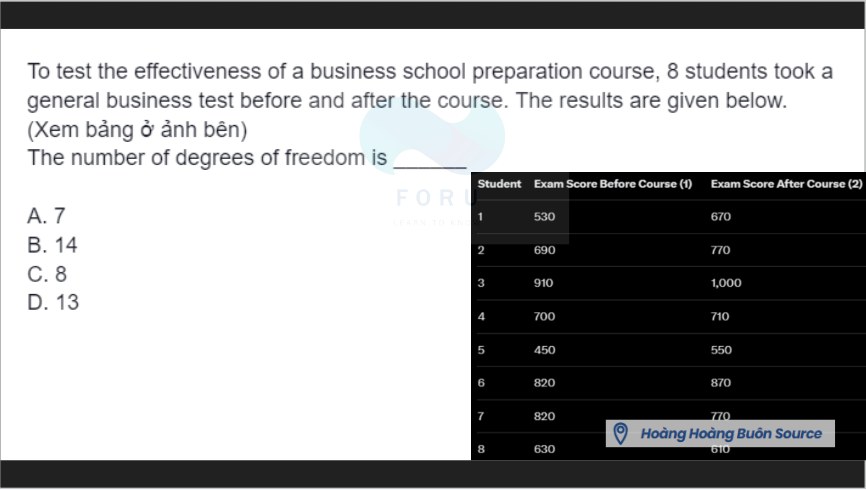 To test the effectiveness of a business school preparation course, 8 students took a
general business test before and after the course. The results are given below.
(Xem bảng ở ảnh bên)
The number of degrees of freedom is ______
FORU
A. 7
B. 14
C. 8
D. 13
Student Exam Score Before Course (1) Exam Score After Course (2)
1 530 670
2 690 770
3 910 1,000
4 700 710
5 450 550
6 820 870
7 820 770
8 630 610
Hoàng Hoàng Buôn Source